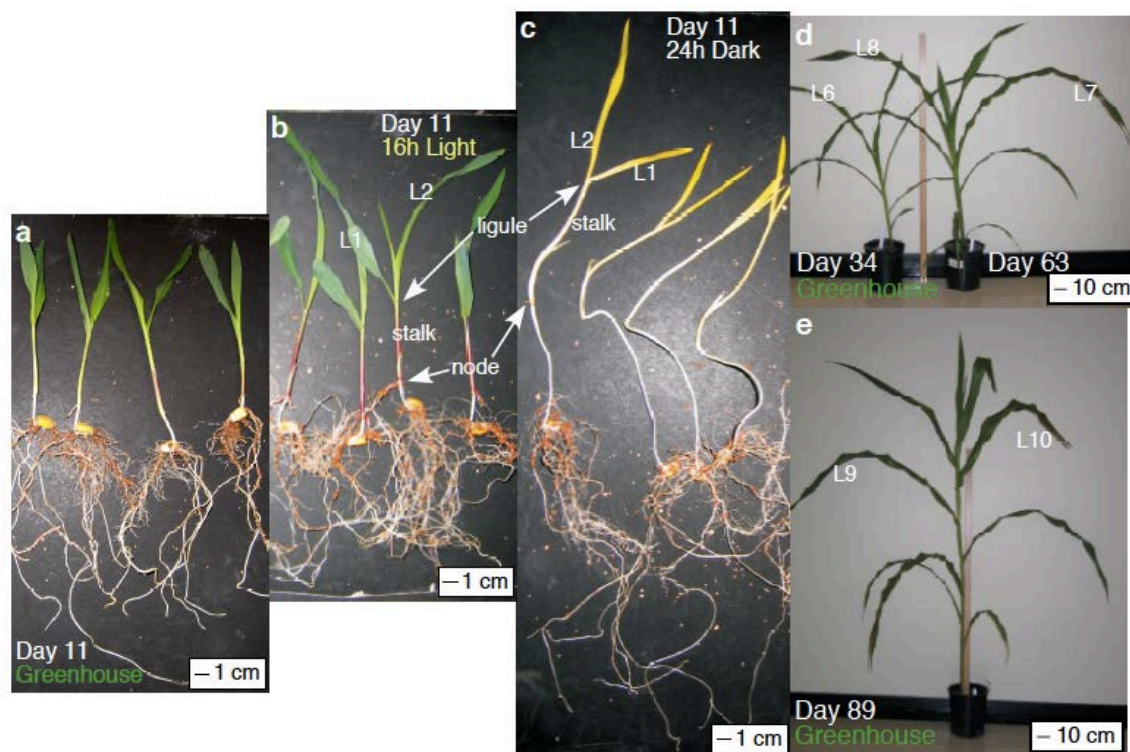 a
Day 11
Greenhouse
– 1 cm
b
Day 11
16h Light
L2
L1
ligule
stalk
node
– 1 cm
c
Day 11
24h Dark
L2
L1
stalk
– 1 cm
d
L8
L6
L7
Day 34
Day 63
Greenhouse
– 10 cm
e
L10
L9
Day 89
Greenhouse
– 10 cm